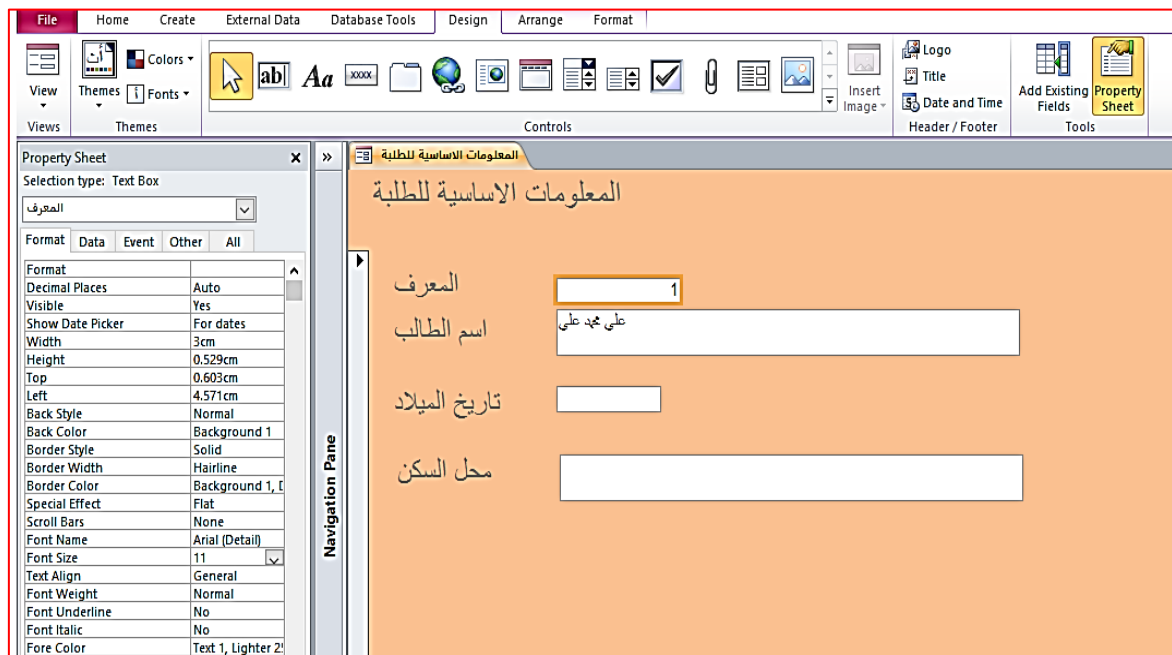 File Home Create External Data Database Tools Design Arrange Format
View
Views
أت
Themes
Colors
Fonts
Themes
ab
Aa
xxxx
Controls
Insert Image
Logo
Title
Date and Time
Header / Footer
Add Existing Fields
Property Sheet
Tools
Property Sheet
Selection type: Text Box
المعرف
Format Data Event Other All
Format
Decimal Places Auto
Visible Yes
Show Date Picker For dates
Width 3cm
Height 0.529cm
Top 0.603cm
Left 4.571cm
Back Style Normal
Back Color Background 1
Border Style Solid
Border Width Hairline
Border Color Background 1, D
Special Effect Flat
Scroll Bars None
Font Name Arial (Detail)
Font Size 11
Text Align General
Font Weight Normal
Font Underline No
Font Italic No
Fore Color Text 1, Lighter 2
Navigation Pane
المعلومات الاساسية للطلبة
المعلومات الاساسية للطلبة
المعرف 1
اسم الطالب علي محمد علي
تاريخ الميلاد
محل السكن